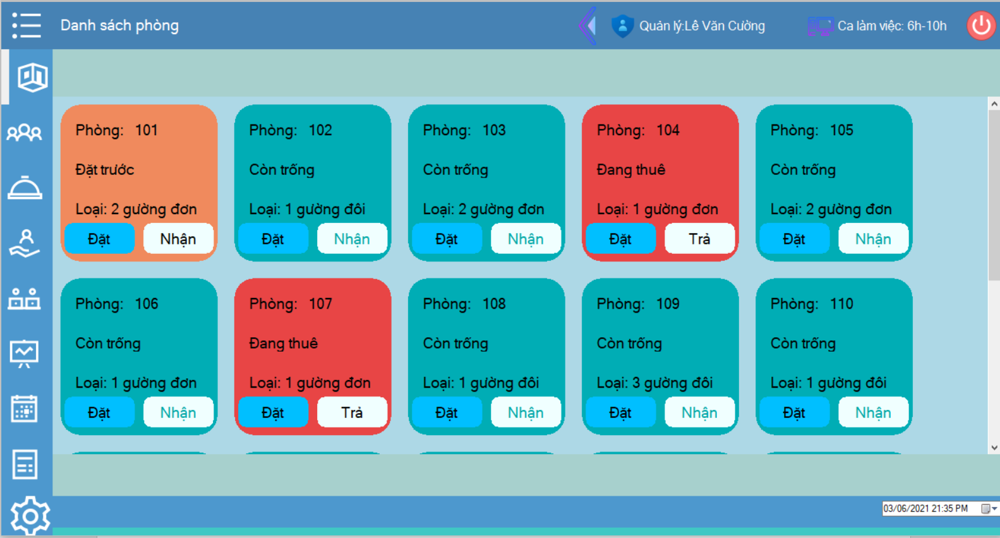 Danh sách phòng
Quản lý:Lê Văn Cường
Ca làm việc: 6h-10h
Phòng: 101
Đặt trước
Loại: 2 gường đơn
Đặt
Nhận
Phòng: 102
Còn trống
Loại: 1 gường đôi
Đặt
Nhận
Phòng: 103
Còn trống
Loại: 2 gường đơn
Đặt
Nhận
Phòng: 104
Đang thuê
Loại: 1 gường đơn
Đặt
Trả
Phòng: 105
Còn trống
Loại: 2 gường đơn
Đặt
Nhận
Phòng: 106
Còn trống
Loại: 1 gường đơn
Đặt
Nhận
Phòng: 107
Đang thuê
Loại: 1 gường đơn
Đặt
Trả
Phòng: 108
Còn trống
Loại: 1 gường đôi
Đặt
Nhận
Phòng: 109
Còn trống
Loại: 3 gường đôi
Đặt
Nhận
Phòng: 110
Còn trống
Loại: 1 gường đôi
Đặt
Nhận
03/06/2021 21:35 PM